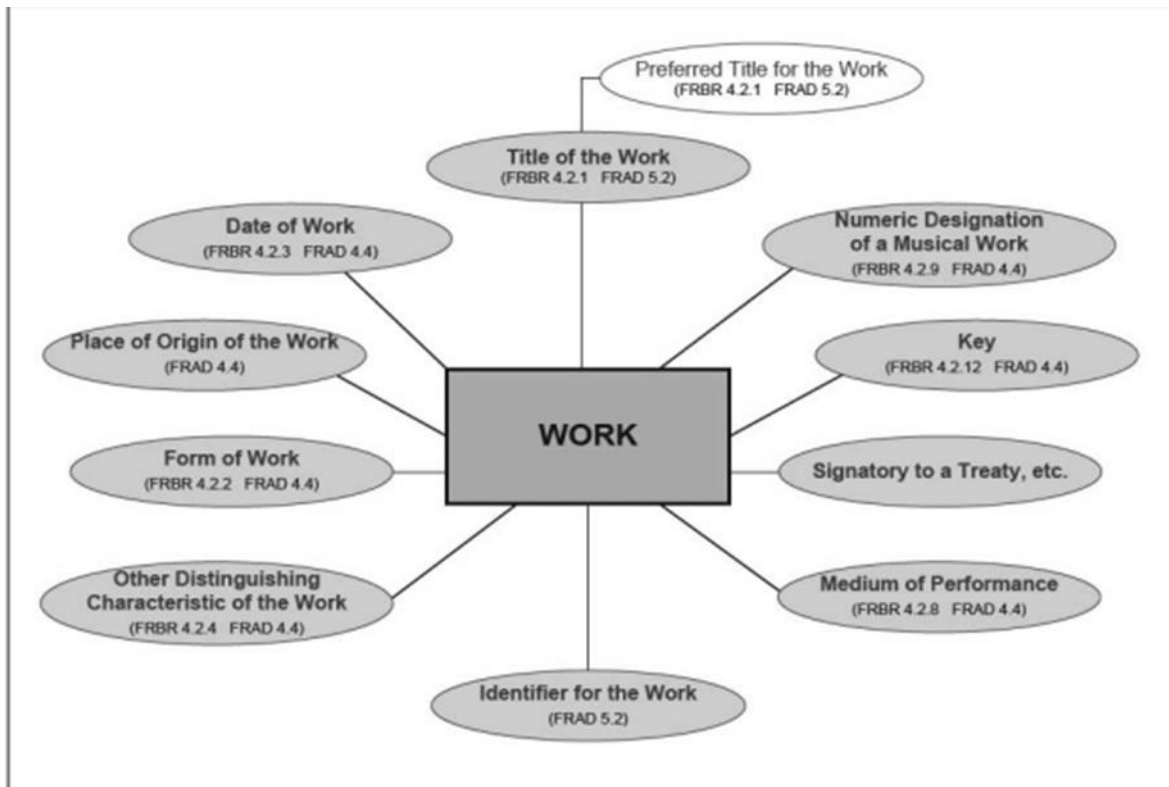 Preferred Title for the Work
(FRBR 4.2.1 FRAD 5.2)
Title of the Work
(FRBR 4.2.1 FRAD 5.2)
Date of Work
(FRBR 4.2.3 FRAD 4.4)
Numeric Designation
of a Musical Work
(FRBR 4.2.9 FRAD 4.4)
Place of Origin of the Work
(FRAD 4.4)
Key
(FRBR 4.2.12 FRAD 4.4)
WORK
Form of Work
(FRBR 4.2.2 FRAD 4.4)
Signatory to a Treaty, etc.
Other Distinguishing
Characteristic of the Work
(FRBR 4.2.4 FRAD 4.4)
Medium of Performance
(FRBR 4.2.8 FRAD 4.4)
Identifier for the Work
(FRAD 5.2)